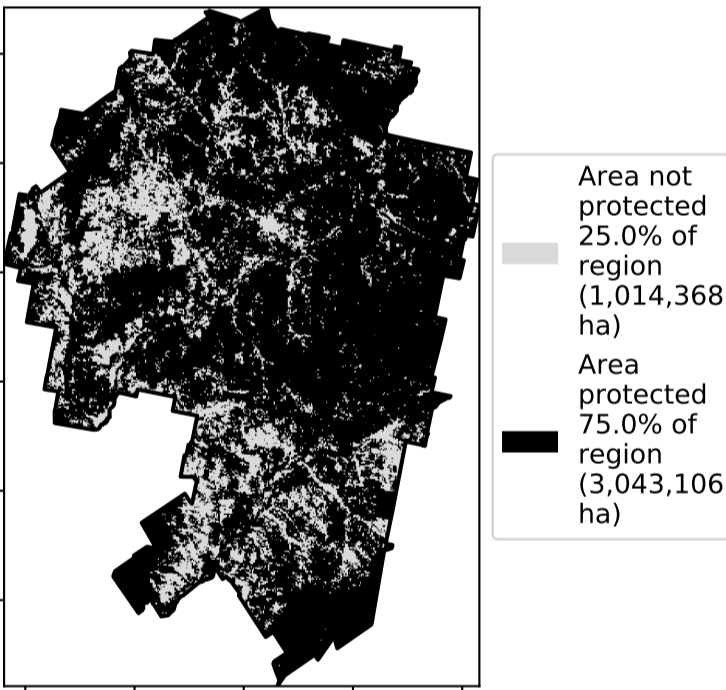 Area not
protected
25.0% of
region
(1,014,368
ha)
Area
protected
75.0% of
region
(3,043,106
ha)